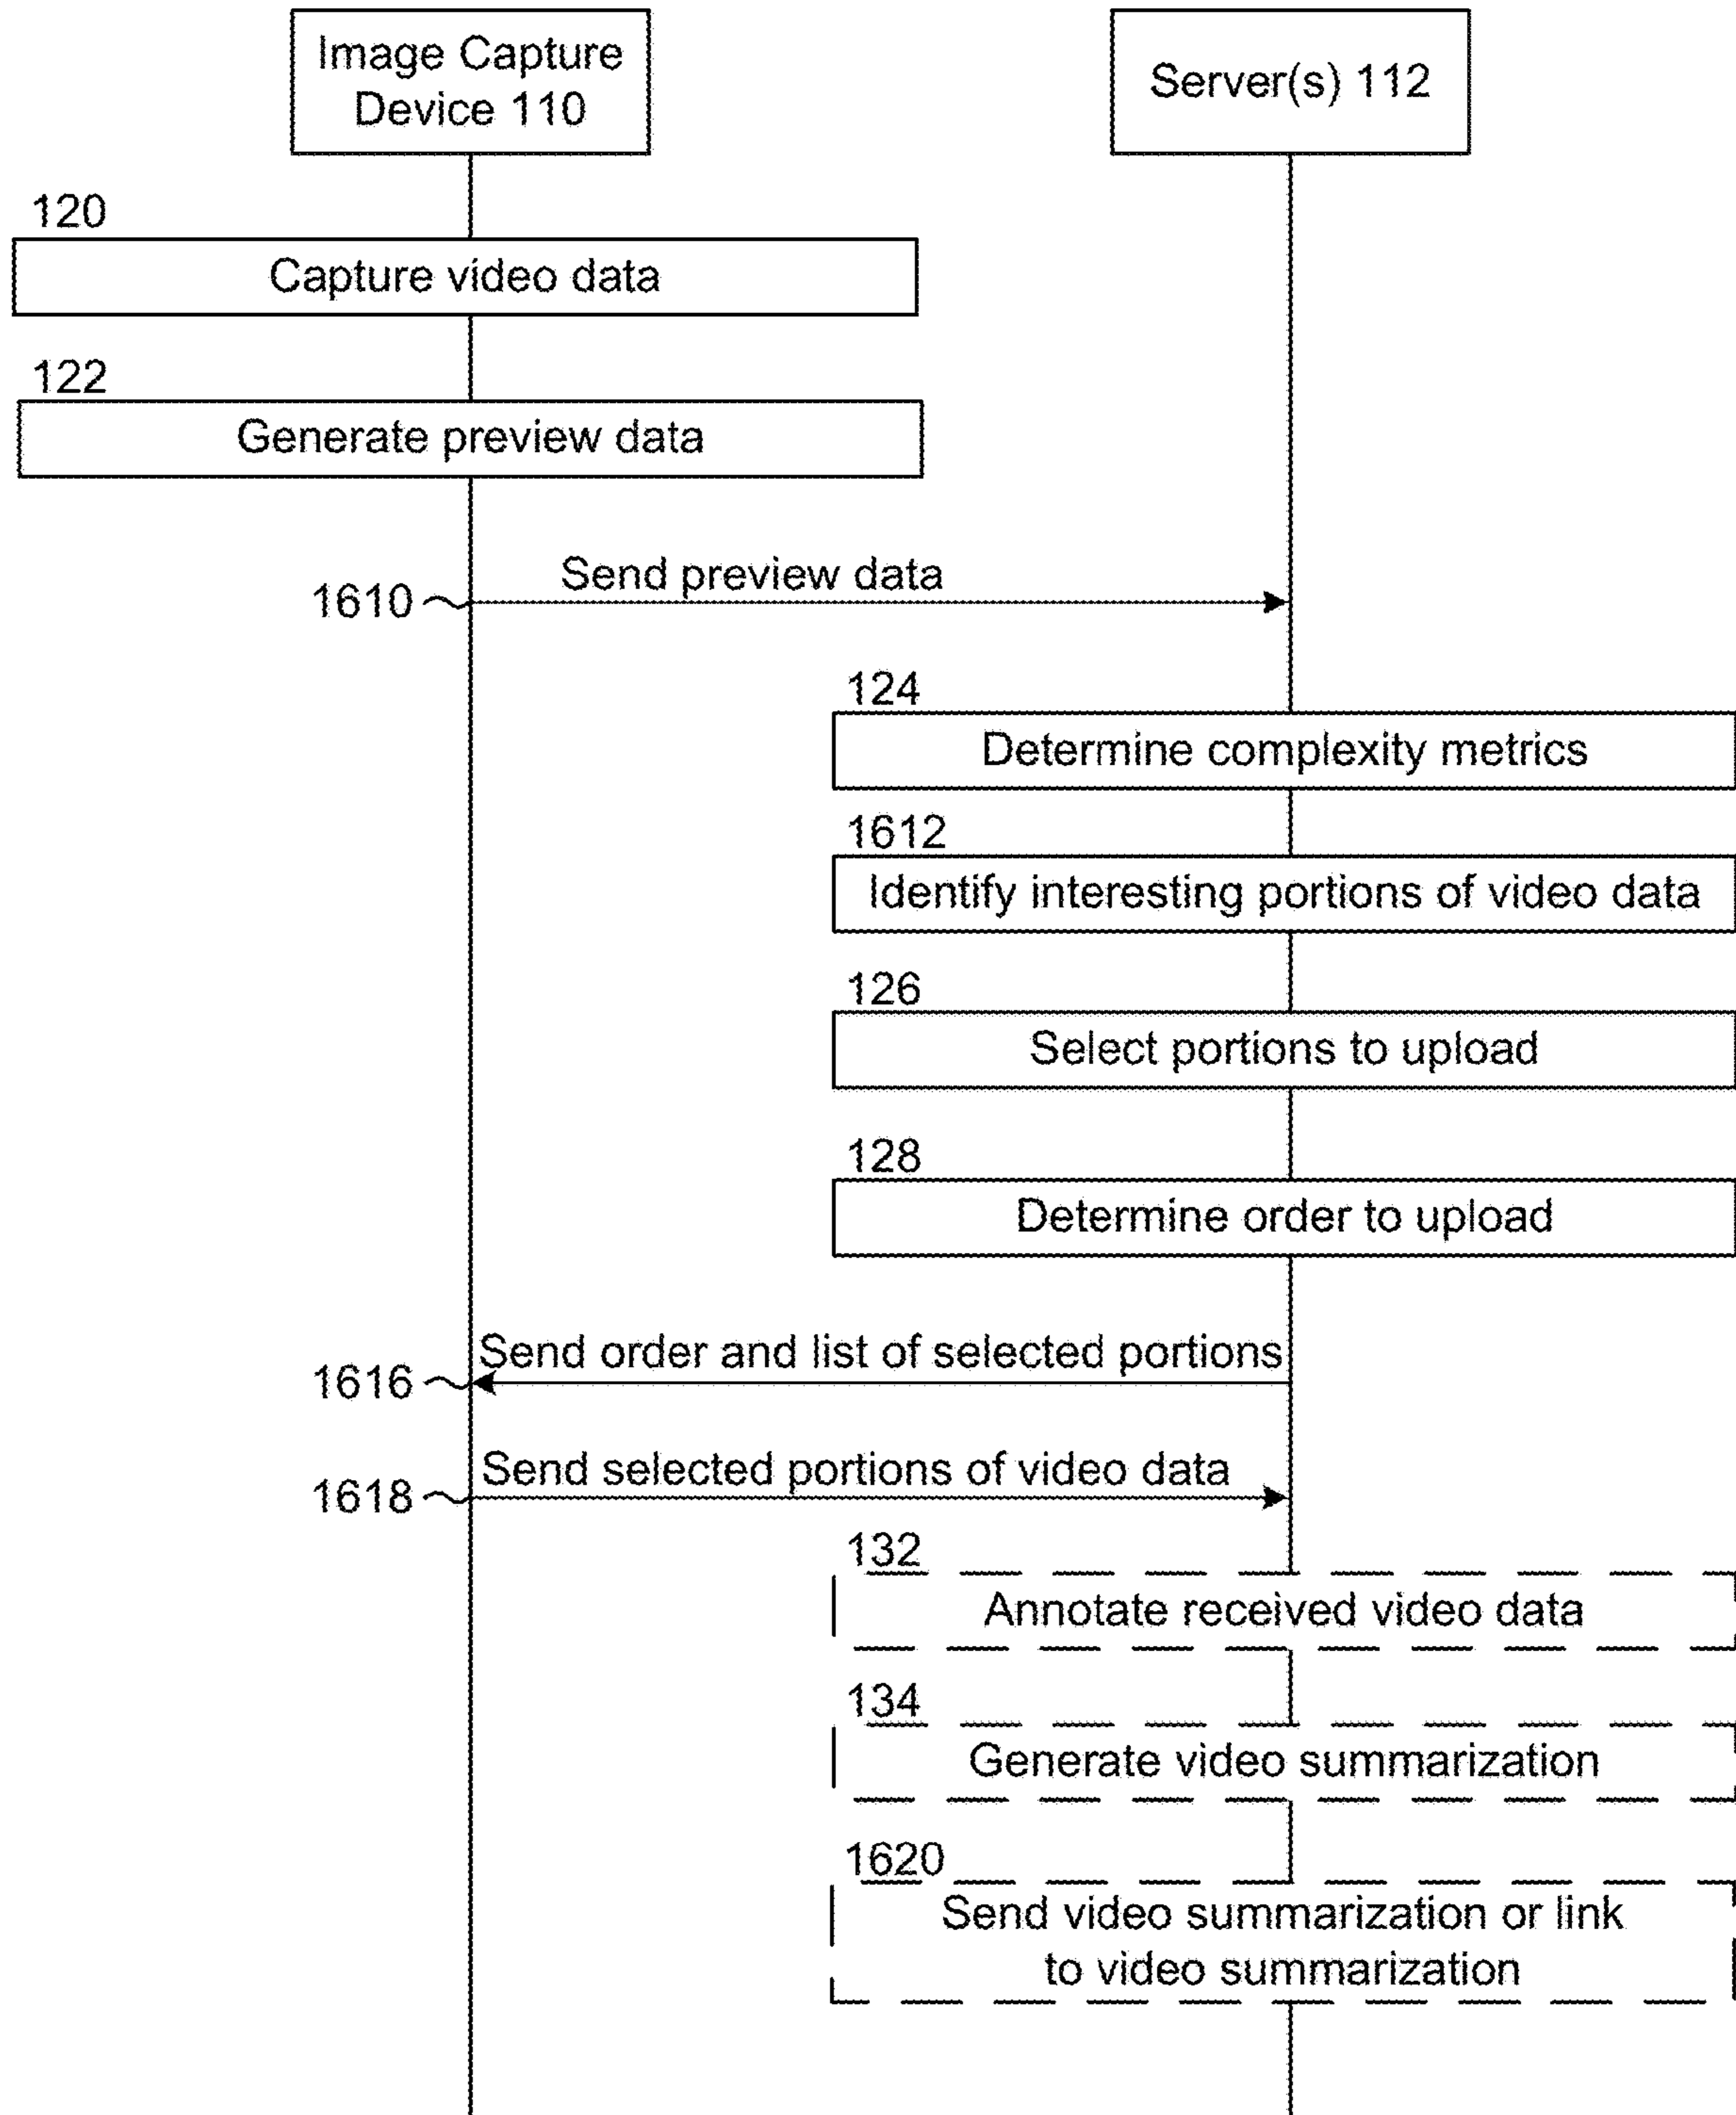 Image Capture
Device 110
Server(s) 112
120
Capture video data
122
Generate preview data
Send preview data
1610
124
Determine complexity metrics
1612
Identify interesting portions of video data
126
Select portions to upload
128
Determine order to upload
Send order and list of selected portions
1616
Send selected portions of video data
1618
132
Annotate received video data
134
Generate video summarization
1620
Send video summarization or link
to video summarization